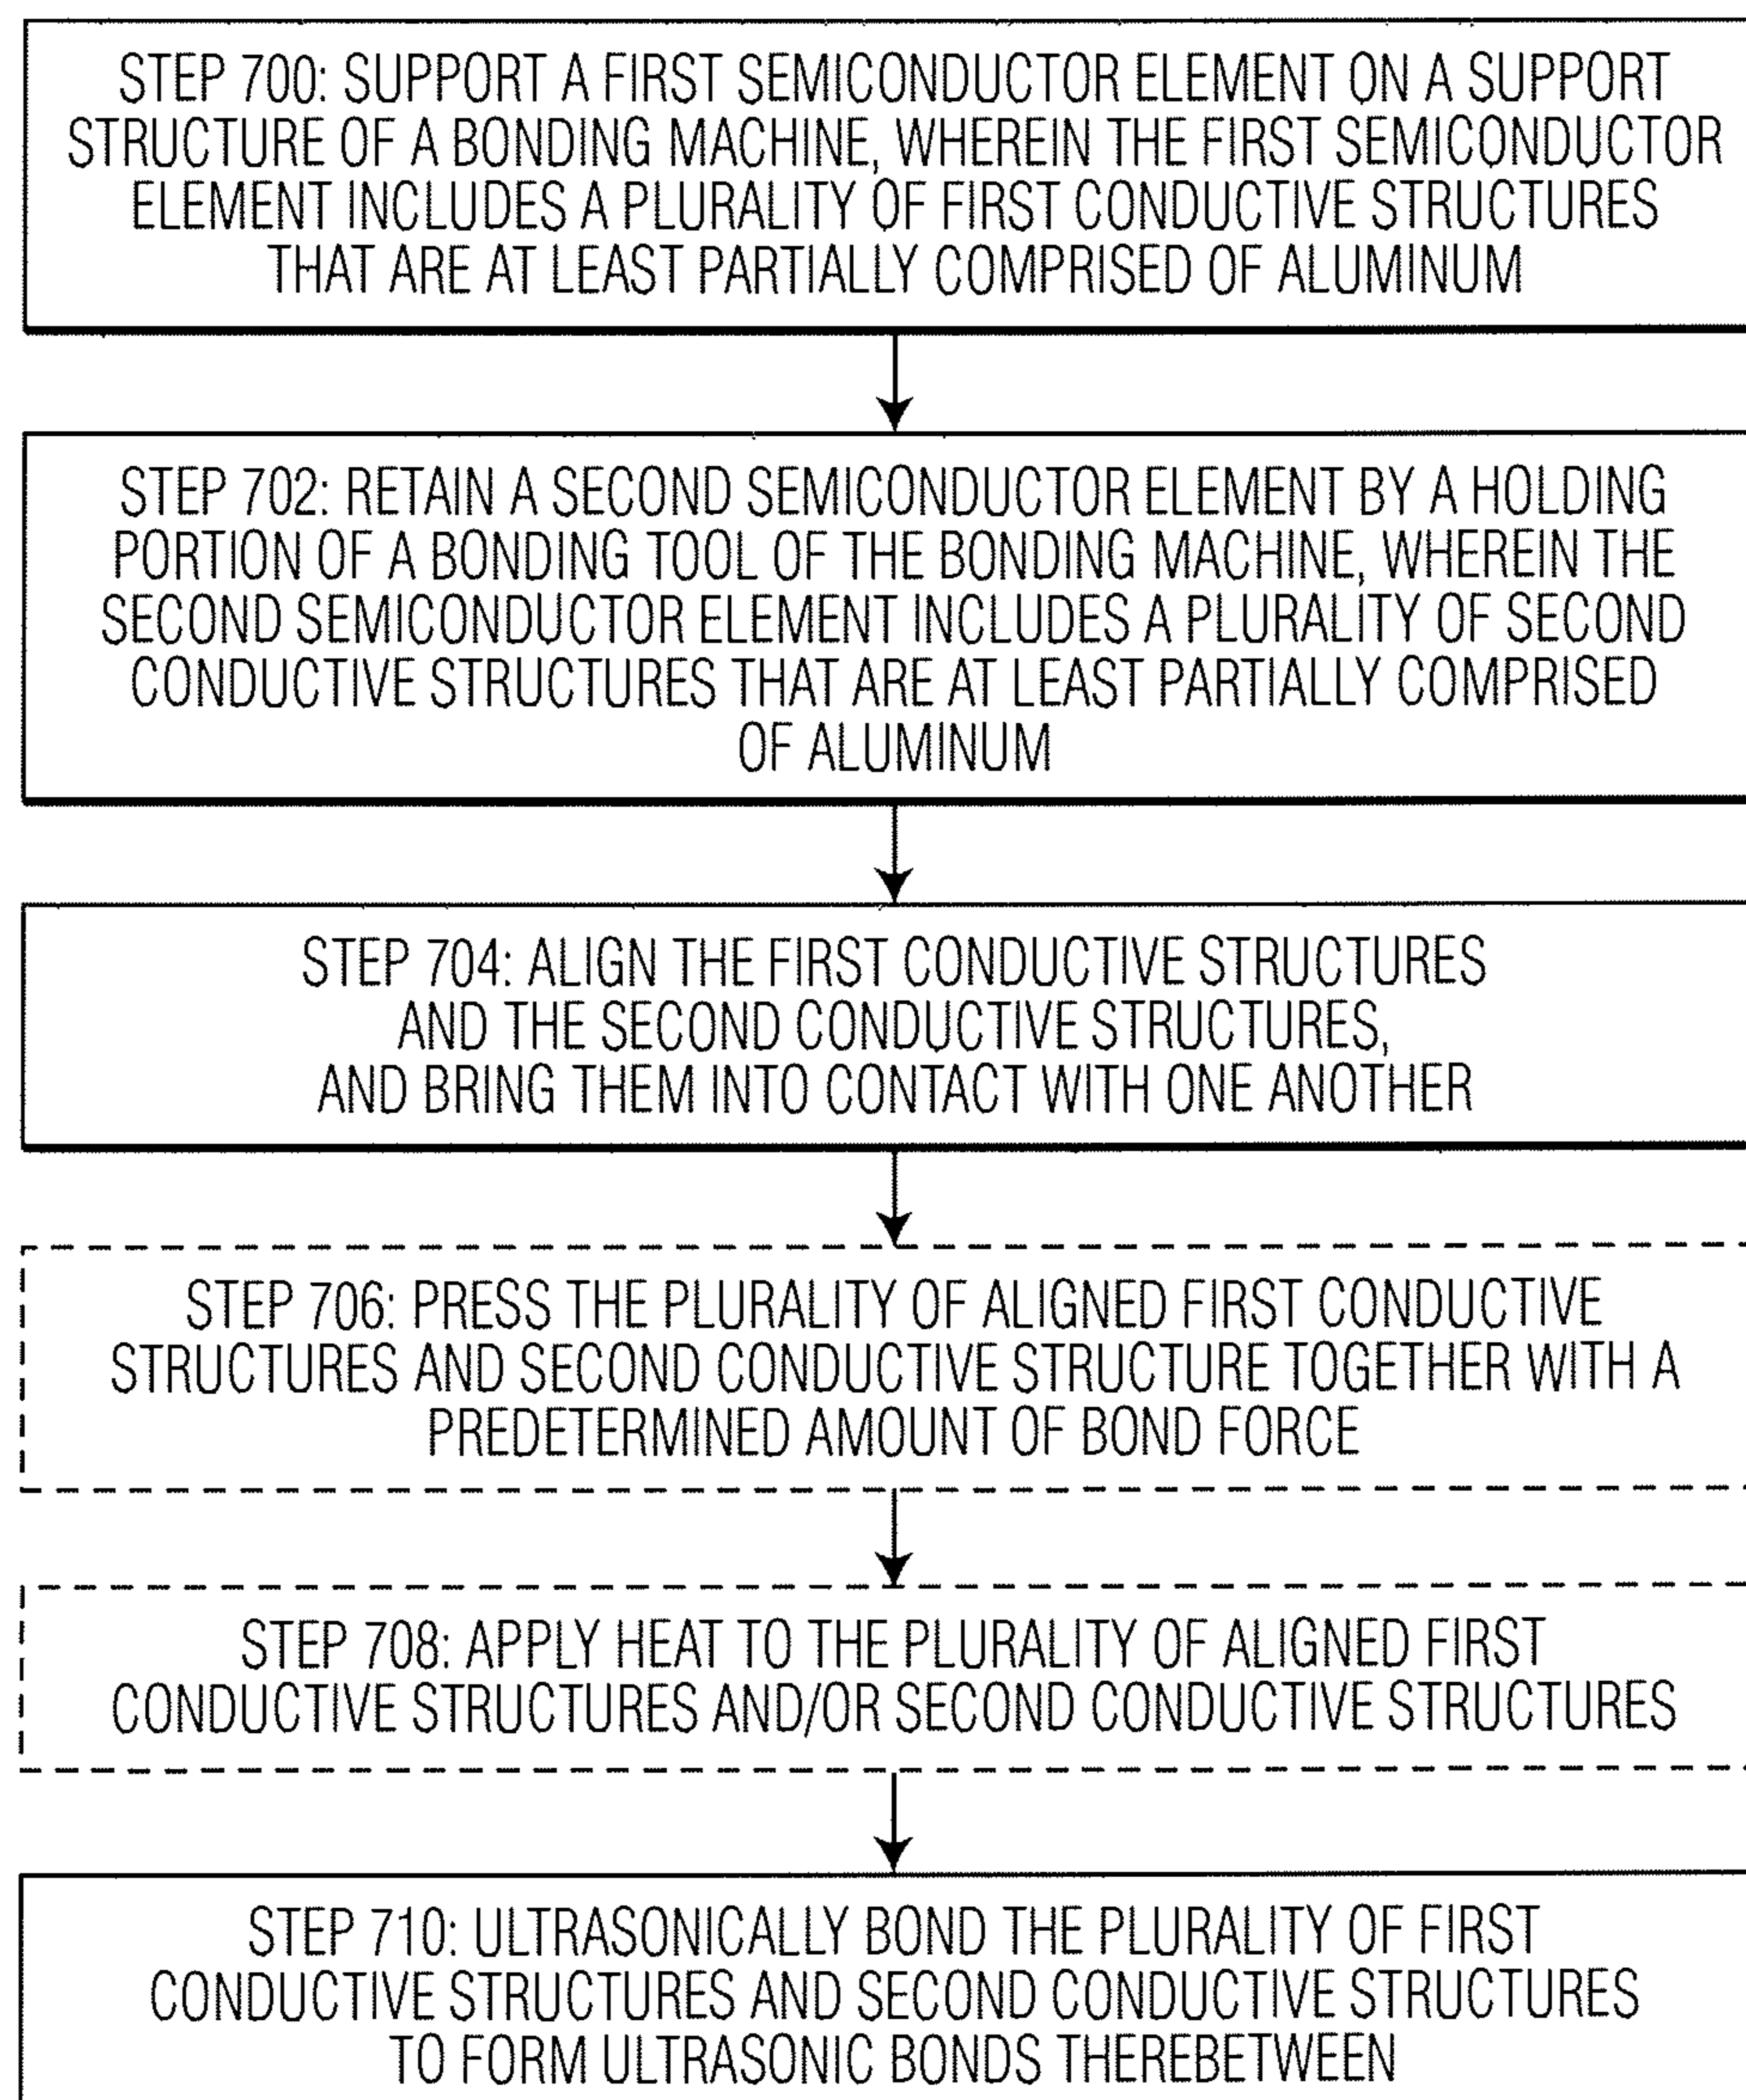 STEP 700: SUPPORT A FIRST SEMICONDUCTOR ELEMENT ON A SUPPORT
STRUCTURE OF A BONDING MACHINE, WHEREIN THE FIRST SEMICONDUCTOR
ELEMENT INCLUDES A PLURALITY OF FIRST CONDUCTIVE STRUCTURES
THAT ARE AT LEAST PARTIALLY COMPRISED OF ALUMINUM
STEP 702: RETAIN A SECOND SEMICONDUCTOR ELEMENT BY A HOLDING
PORTION OF A BONDING TOOL OF THE BONDING MACHINE, WHEREIN THE
SECOND SEMICONDUCTOR ELEMENT INCLUDES A PLURALITY OF SECOND
CONDUCTIVE STRUCTURES THAT ARE AT LEAST PARTIALLY COMPRISED
OF ALUMINUM
STEP 704: ALIGN THE FIRST CONDUCTIVE STRUCTURES
AND THE SECOND CONDUCTIVE STRUCTURES,
AND BRING THEM INTO CONTACT WITH ONE ANOTHER
STEP 706: PRESS THE PLURALITY OF ALIGNED FIRST CONDUCTIVE
STRUCTURES AND SECOND CONDUCTIVE STRUCTURE TOGETHER WITH A
PREDETERMINED AMOUNT OF BOND FORCE
STEP 708: APPLY HEAT TO THE PLURALITY OF ALIGNED FIRST
CONDUCTIVE STRUCTURES AND/OR SECOND CONDUCTIVE STRUCTURES
STEP 710: ULTRASONICALLY BOND THE PLURALITY OF FIRST
CONDUCTIVE STRUCTURES AND SECOND CONDUCTIVE STRUCTURES
TO FORM ULTRASONIC BONDS THEREBETWEEN